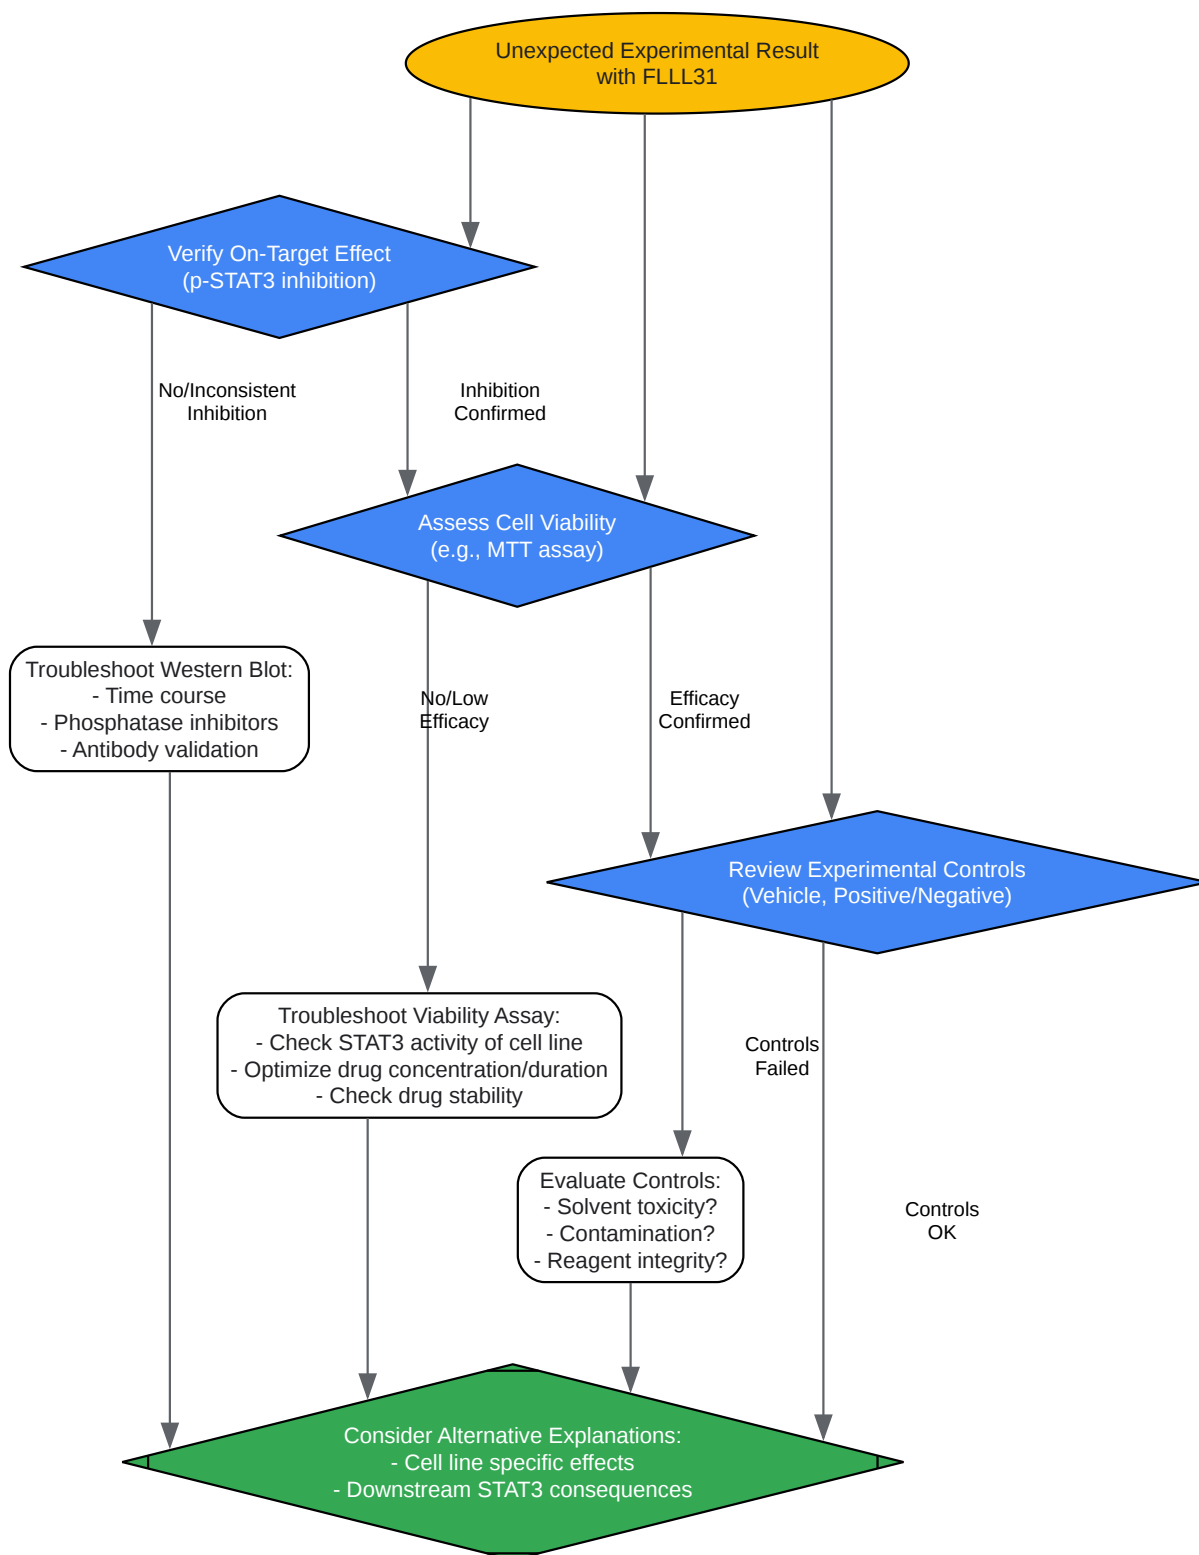 Unexpected Experimental Result
with FLLL31
Verify On-Target Effect
(p-STAT3 inhibition)
No/Inconsistent
Inhibition
Inhibition
Confirmed
Assess Cell Viability
(e.g., MTT assay)
Troubleshoot Western Blot:
- Time course
- Phosphatase inhibitors
- Antibody validation
No/Low
Efficacy
Efficacy
Confirmed
Review Experimental Controls
(Vehicle, Positive/Negative)
Troubleshoot Viability Assay:
- Check STAT3 activity of cell line
- Optimize drug concentration/duration
- Check drug stability
Controls
Failed
Evaluate Controls:
- Solvent toxicity?
- Contamination?
- Reagent integrity?
Controls
OK
Consider Alternative Explanations:
- Cell line specific effects
- Downstream STAT3 consequences